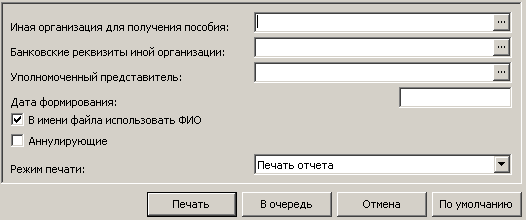 Иная организация для получения пособия:
Банковские реквизиты иной организации:
Уполномоченный представитель:
Дата формирования:
В имени файла использовать ФИО
Аннулирующие
Режим печати: Печать отчета
Печать В очередь Отмена По умолчанию